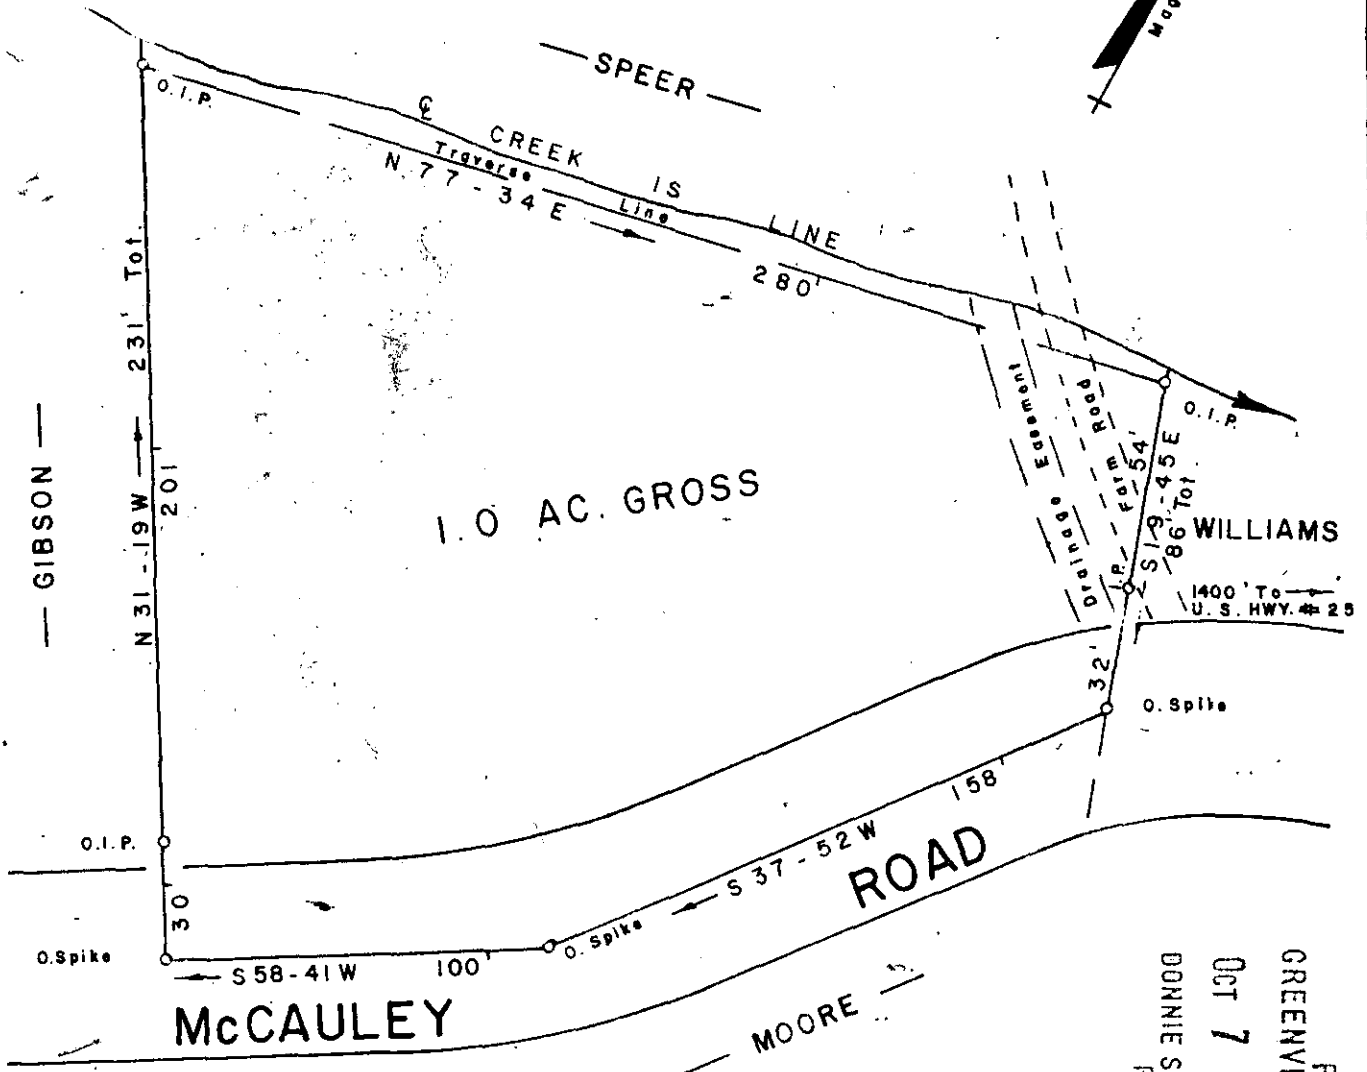 Mag
— SPEER —
O.I.P.
℄ CREEK IS LINE
Traverse Line
N 77-34 E
280'
231' Tot.
— GIBSON —
N 31-19 W
201
1.0 AC. GROSS
Drainage Easement
Farm Road
54'
S 19-45 E
86' Tot.
O.I.P.
WILLIAMS
I.P.
1400' To
U.S. HWY. # 25
32'
O. Spike
O.I.P.
30'
O. Spike
158'
S 37-52 W
O. Spike
S 58-41 W
100'
McCAULEY ROAD
— MOORE —
GREENVI
OCT 7
DONNIE S